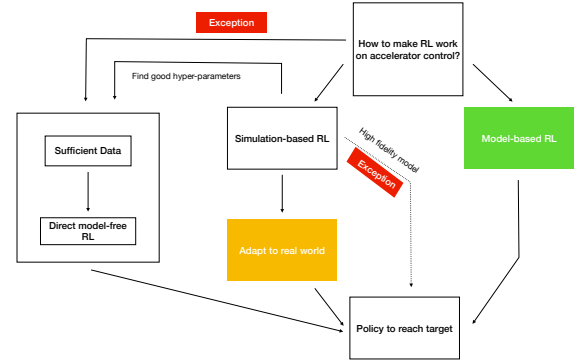 Exception
How to make RL work
on accelerator control?
Find good hyper-parameters
Sufficient Data
Direct model-free
RL
Simulation-based RL
High fidelity model
Exception
Model-based RL
Adapt to real world
Policy to reach target